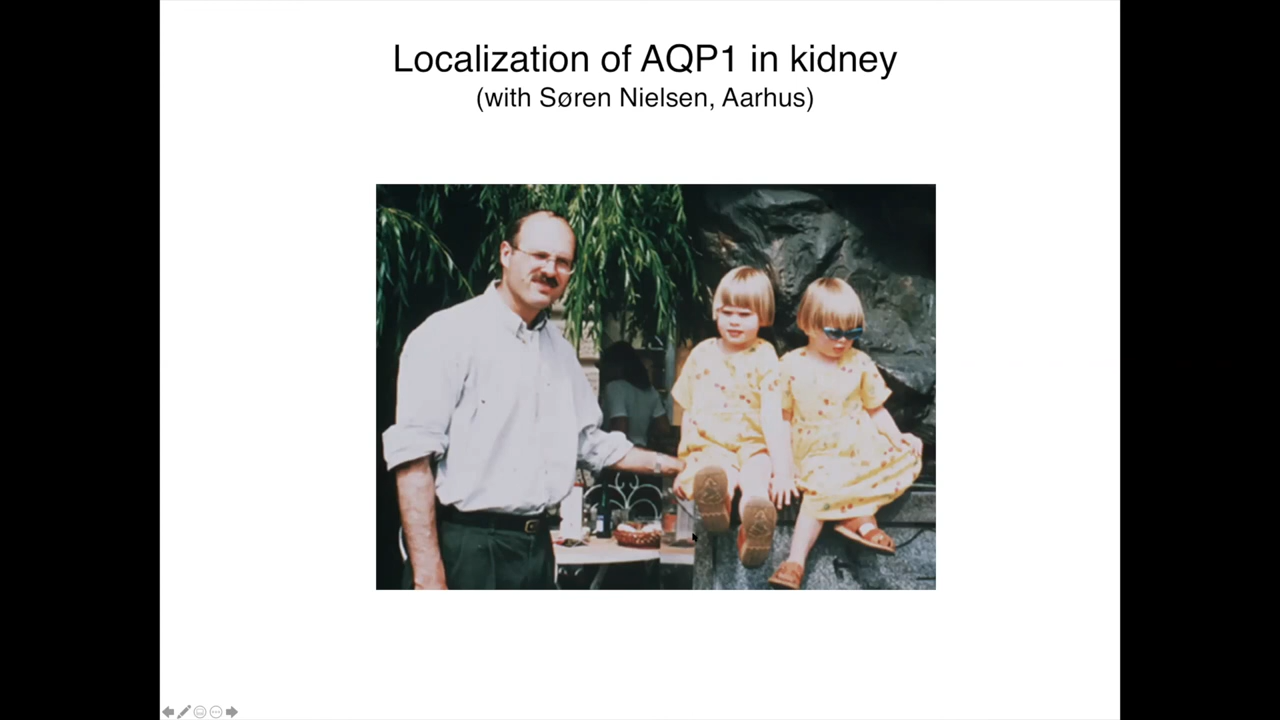 Localization of AQP1 in kidney
(with Søren Nielsen, Aarhus)